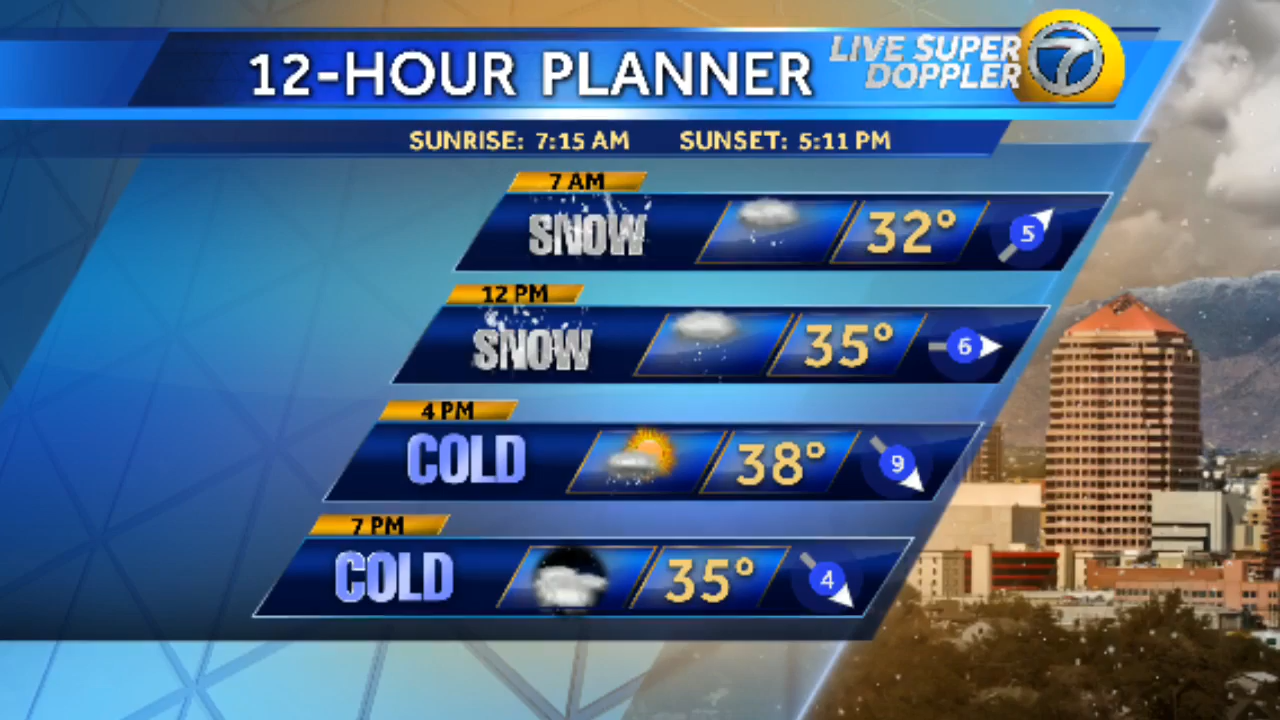 12-HOUR PLANNER
LIVE SUPER
DOPPLER
7
SUNRISE: 7:15 AM SUNSET: 5:11 PM
7 AM
SNOW 32° 5
12 PM
SNOW 35° 6
4 PM
COLD 38° 9
7 PM
COLD 35° 4